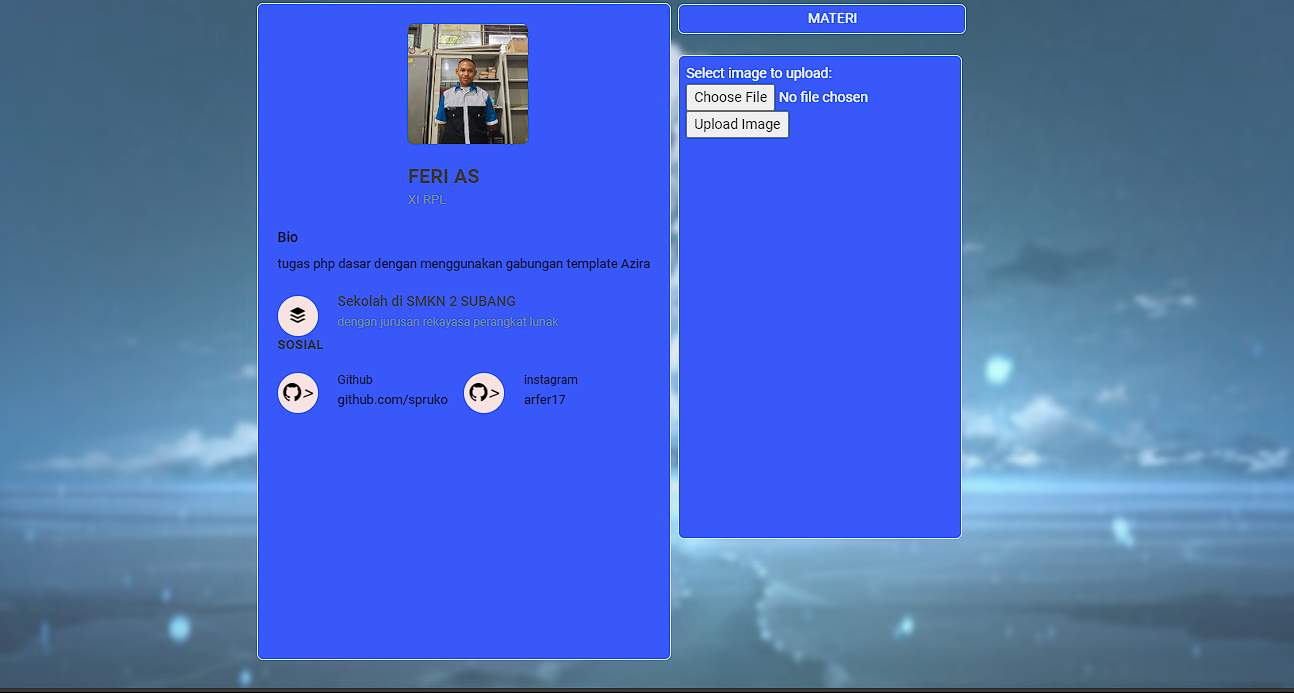 FERI AS
XI RPL
Bio
tugas php dasar dengan menggunakan gabungan template Azira
Sekolah di SMKN 2 SUBANG
dengan jurusan rekayasa perangkat lunak
SOSIAL
>
Github
github.com/spruko
>
instagram
arfer17
MATERI
Select image to upload:
Choose File No file chosen
Upload Image